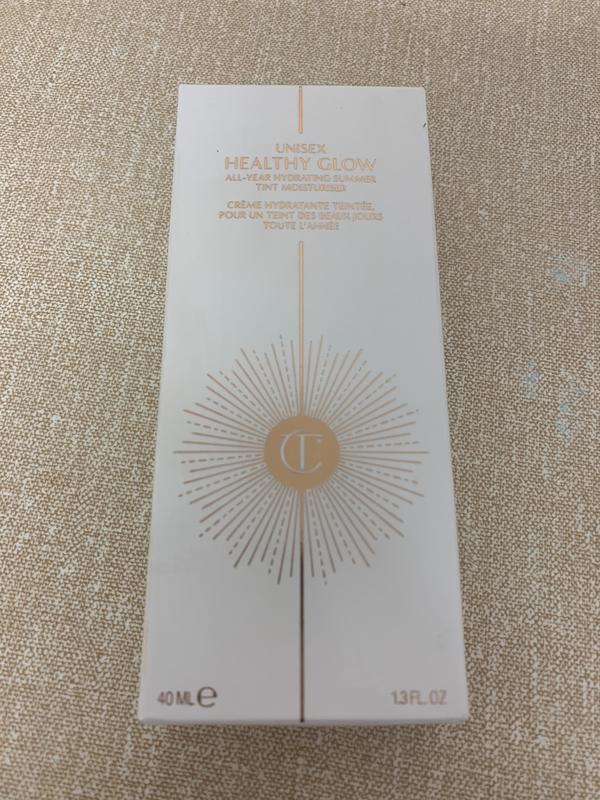 UNISEX
HEALTHY GLOW
ALL-YEAR HYDRATING SUMMER
TINT MOISTURISER
CRÈME HYDRATANTE TEINTÉE,
POUR UN TEINT DES BEAUX JOURS
TOUTE L'ANNÉE
CT
40 ML e
1.3 FL. OZ